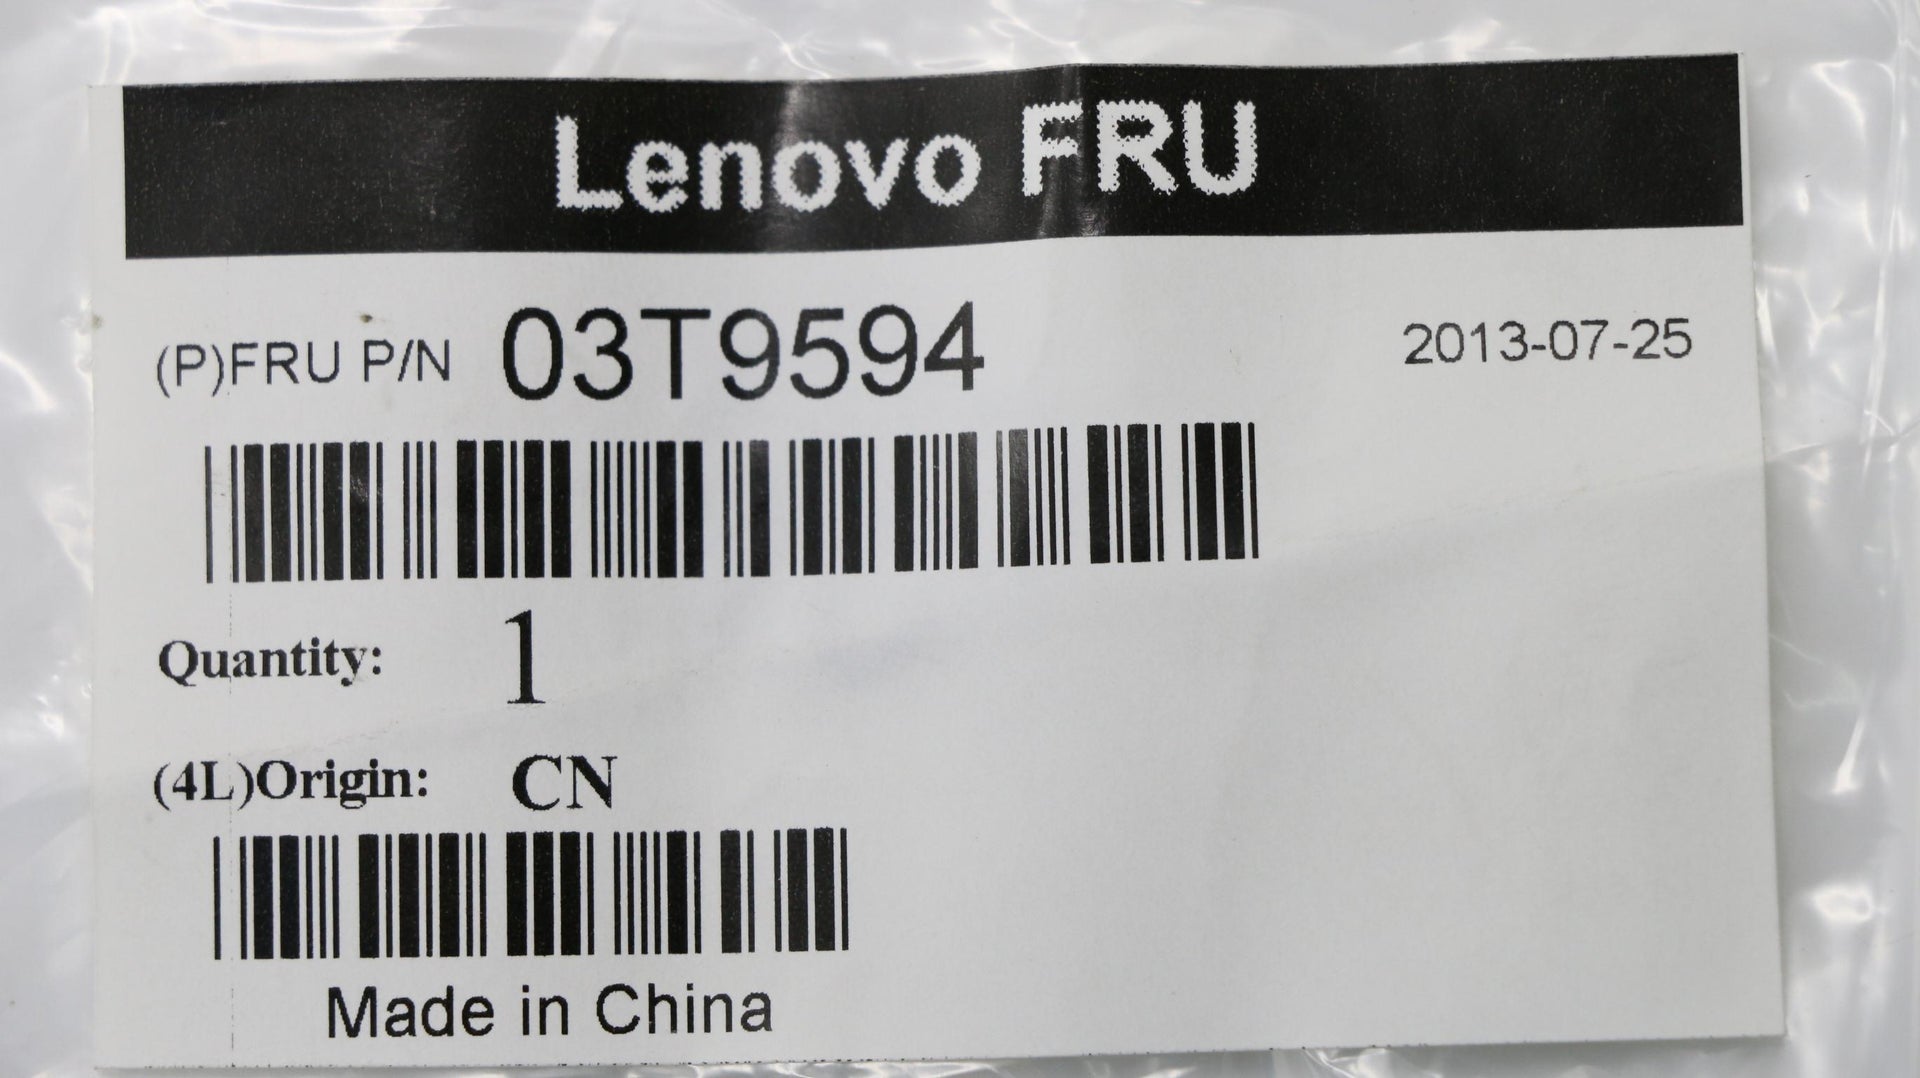 Lenovo FRU
(P)FRU P/N 03T9594 2013-07-25
Quantity: 1
(4L)Origin: CN
Made in China